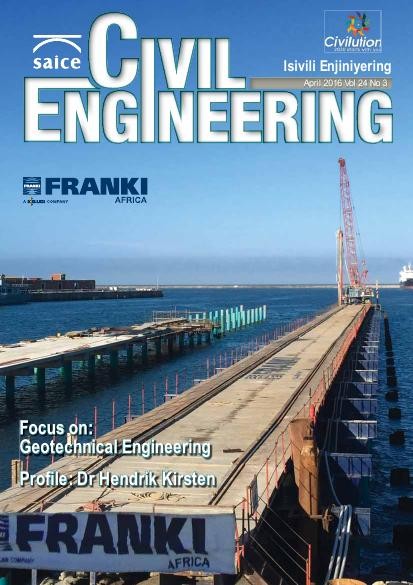 saice
CIVIL
ENGINEERING
Civilution
Isivili Enjiniyering
April 2016 Vol 24 No 3
FRANKI
AFRICA
A KELLER COMPANY
Focus on:
Geotechnical Engineering
Profile: Dr Hendrik Kirsten
FRANKI
AFRICA
COMPANY